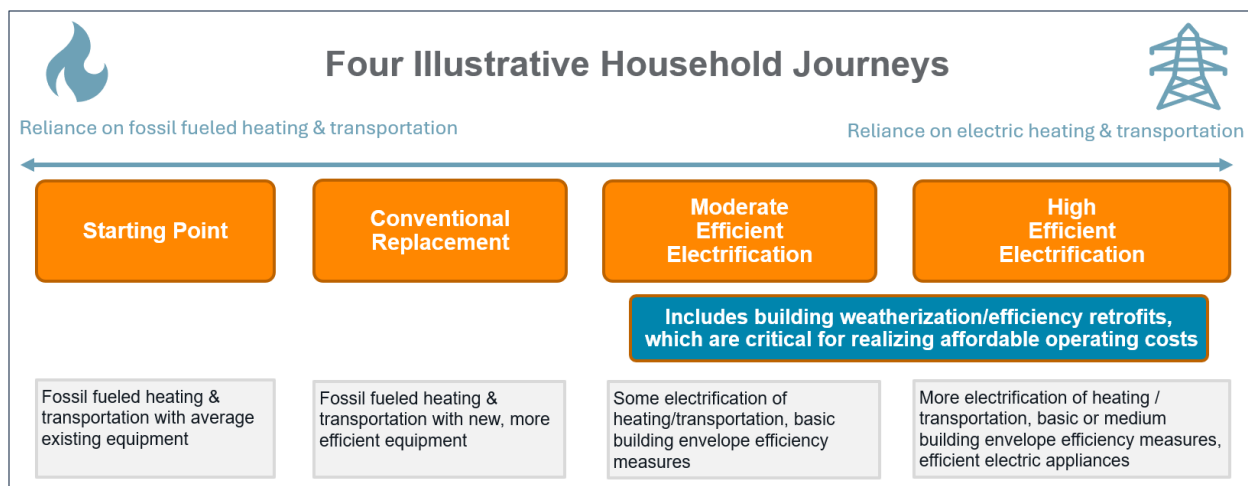 Four Illustrative Household Journeys
Reliance on fossil fueled heating & transportation
Reliance on electric heating & transportation
Starting Point
Conventional
Replacement
Moderate
Efficient
Electrification
High
Efficient
Electrification
Includes building weatherization/efficiency retrofits,
which are critical for realizing affordable operating costs
Fossil fueled heating &
transportation with average
existing equipment
Fossil fueled heating &
transportation with new, more
efficient equipment
Some electrification of
heating/transportation, basic
building envelope efficiency
measures
More electrification of heating /
transportation, basic or medium
building envelope efficiency measures,
efficient electric appliances